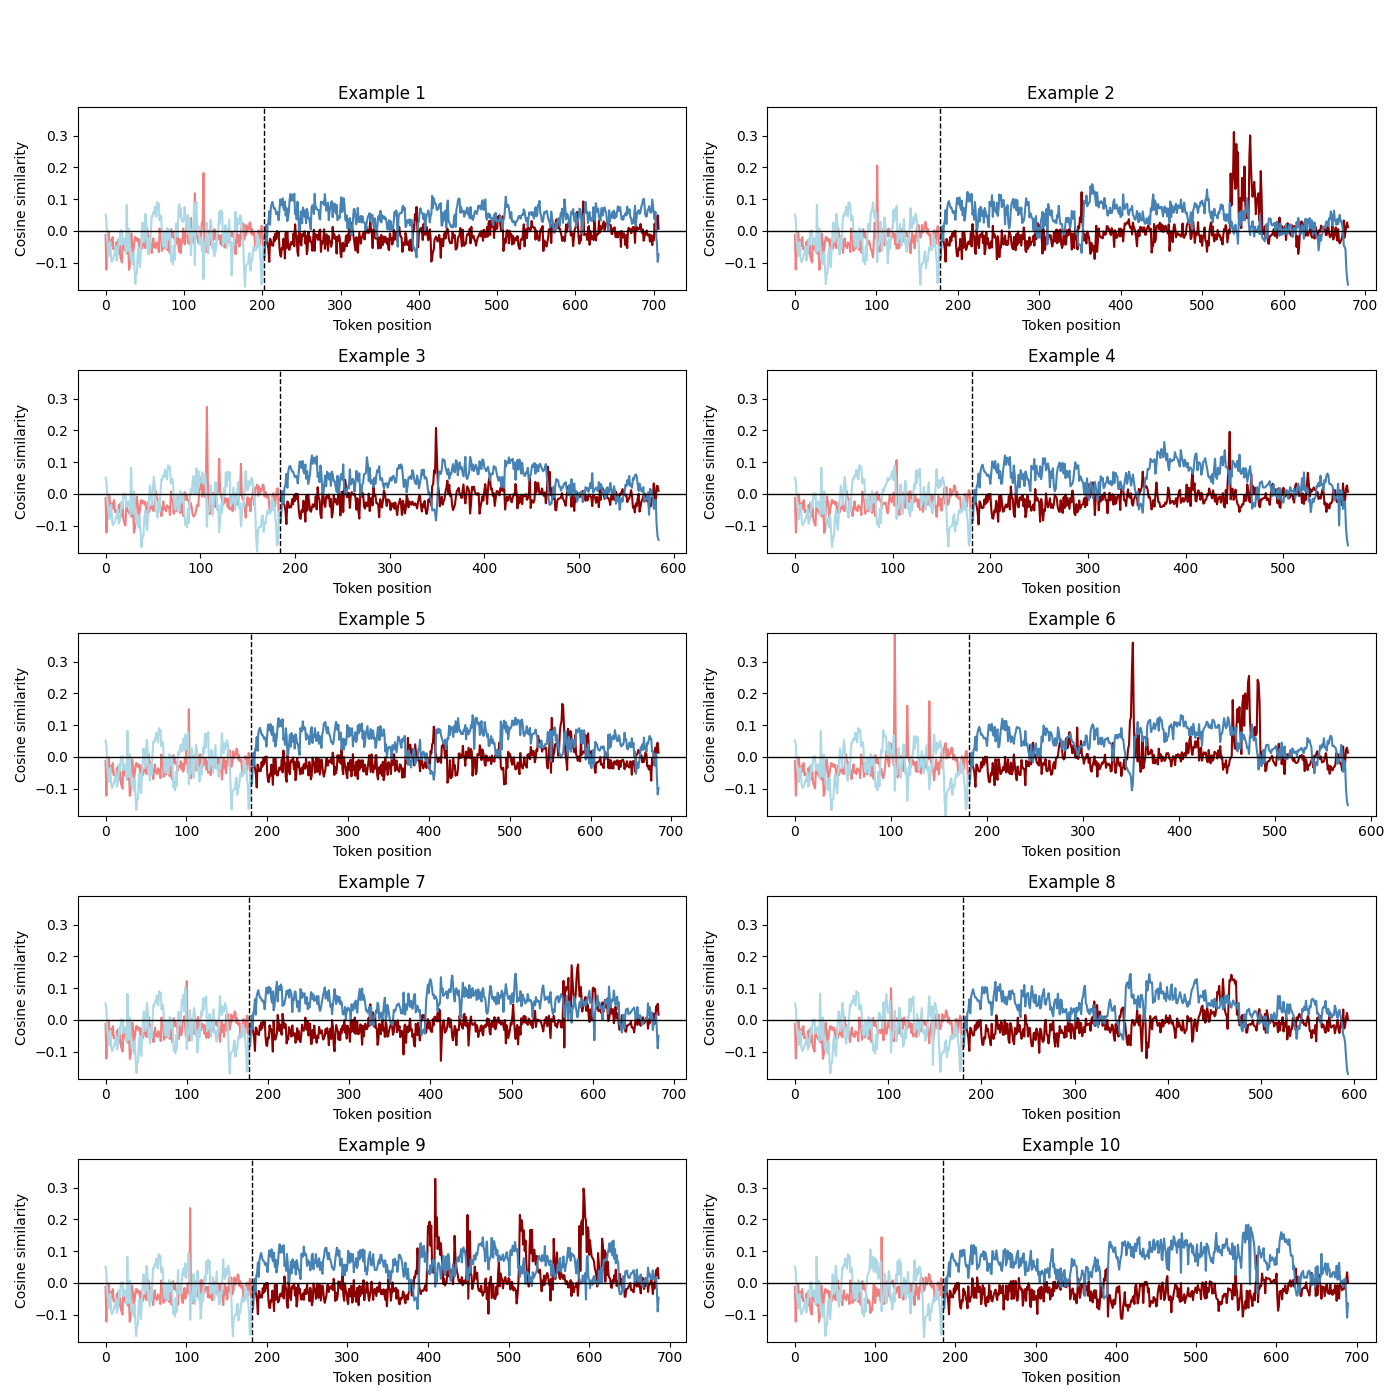 Example 1
Cosine similarity
0.3
0.2
0.1
0.0
−0.1
0 100 200 300 400 500 600 700
Token position
Example 2
Cosine similarity
0.3
0.2
0.1
0.0
−0.1
0 100 200 300 400 500 600 700
Token position
Example 3
Cosine similarity
0.3
0.2
0.1
0.0
−0.1
0 100 200 300 400 500 600
Token position
Example 4
Cosine similarity
0.3
0.2
0.1
0.0
−0.1
0 100 200 300 400 500
Token position
Example 5
Cosine similarity
0.3
0.2
0.1
0.0
−0.1
0 100 200 300 400 500 600 700
Token position
Example 6
Cosine similarity
0.3
0.2
0.1
0.0
−0.1
0 100 200 300 400 500 600
Token position
Example 7
Cosine similarity
0.3
0.2
0.1
0.0
−0.1
0 100 200 300 400 500 600 700
Token position
Example 8
Cosine similarity
0.3
0.2
0.1
0.0
−0.1
0 100 200 300 400 500 600
Token position
Example 9
Cosine similarity
0.3
0.2
0.1
0.0
−0.1
0 100 200 300 400 500 600 700
Token position
Example 10
Cosine similarity
0.3
0.2
0.1
0.0
−0.1
0 100 200 300 400 500 600 700
Token position